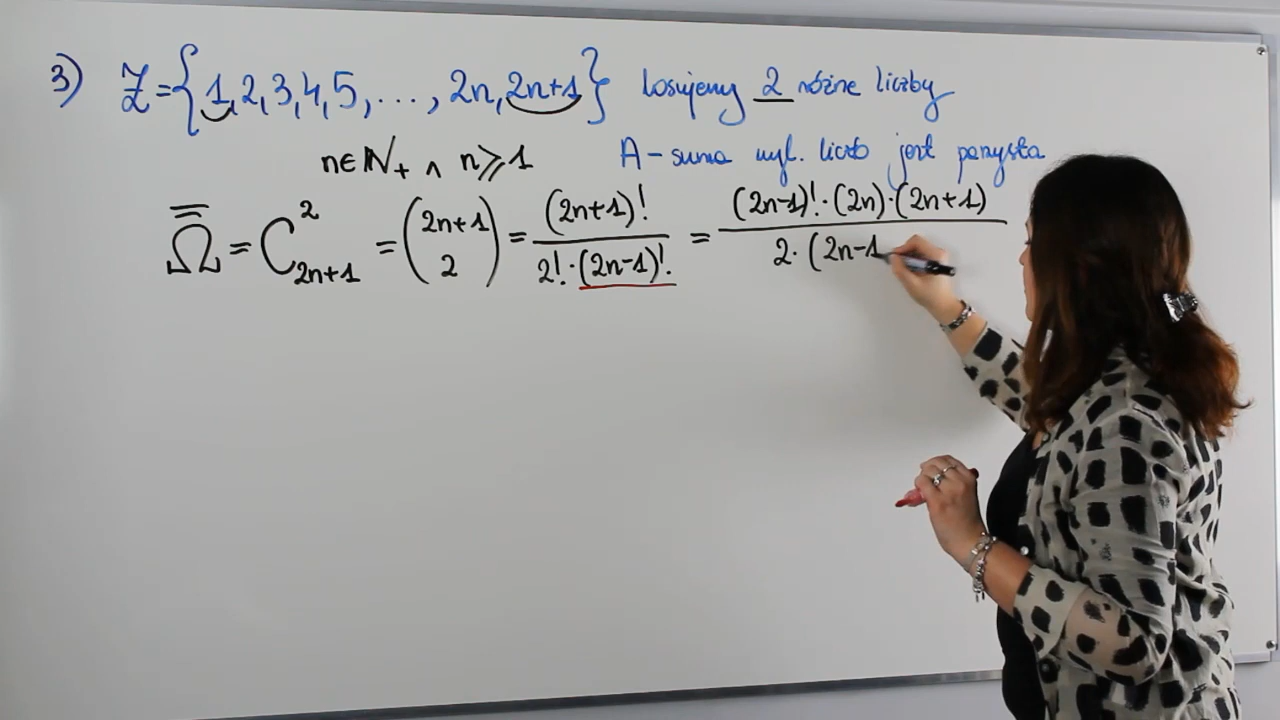 3) Z={1,2,3,4,5,...,2n,2n+1} losujemy 2 różne liczby
n∈N₊ ∧ n⩾1 A - suma wyl. liczb jest parzysta
Ω̿ = C²₂ₙ₊₁ = (2n+1 2) = (2n+1)! / 2!·(2n-1)! = (2n-1)!·(2n)·(2n+1) / 2·(2n-1